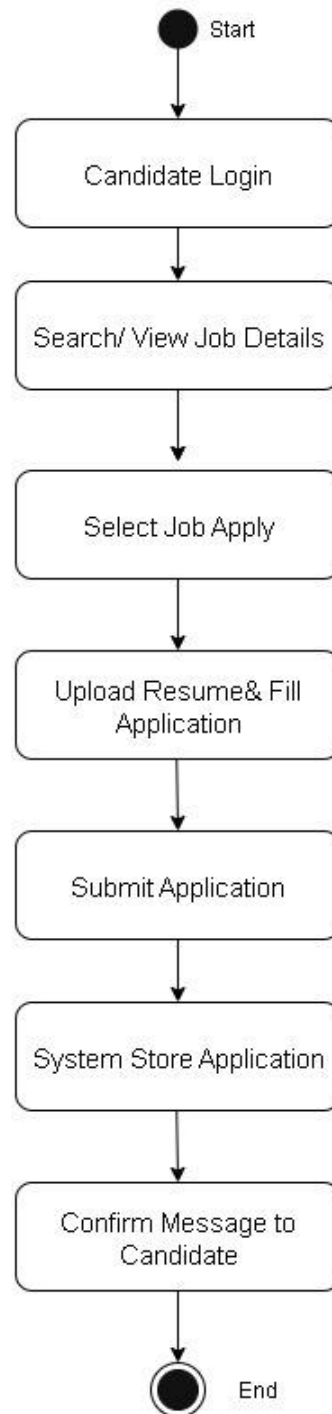 Start
Candidate Login
Search/ View Job Details
Select Job Apply
Upload Resume& Fill
Application
Submit Application
System Store Application
Confirm Message to
Candidate
End